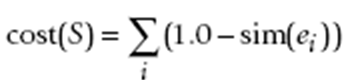 cost(S) = ∑(1.0 – sim(eᵢ))
i